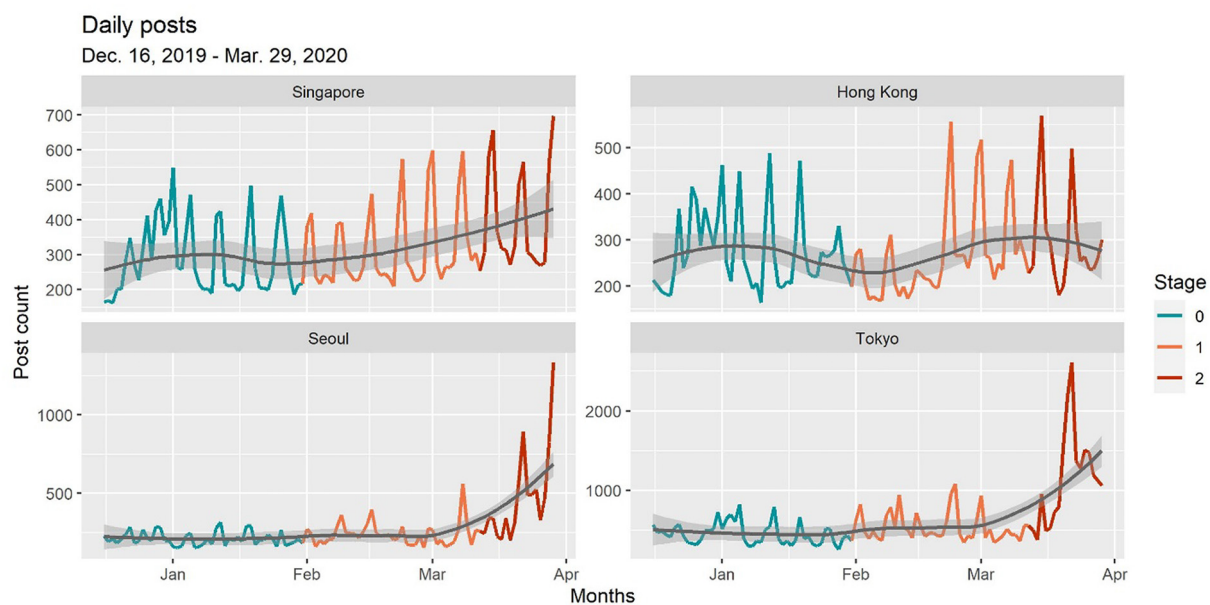 Daily posts
Dec. 16, 2019 - Mar. 29, 2020
Singapore
Hong Kong
700
600
500
400
300
200
500
400
300
200
Post count
Seoul
Tokyo
1000
500
2000
1000
Jan
Feb
Mar
Apr
Jan
Feb
Mar
Apr
Months
Stage
0
1
2